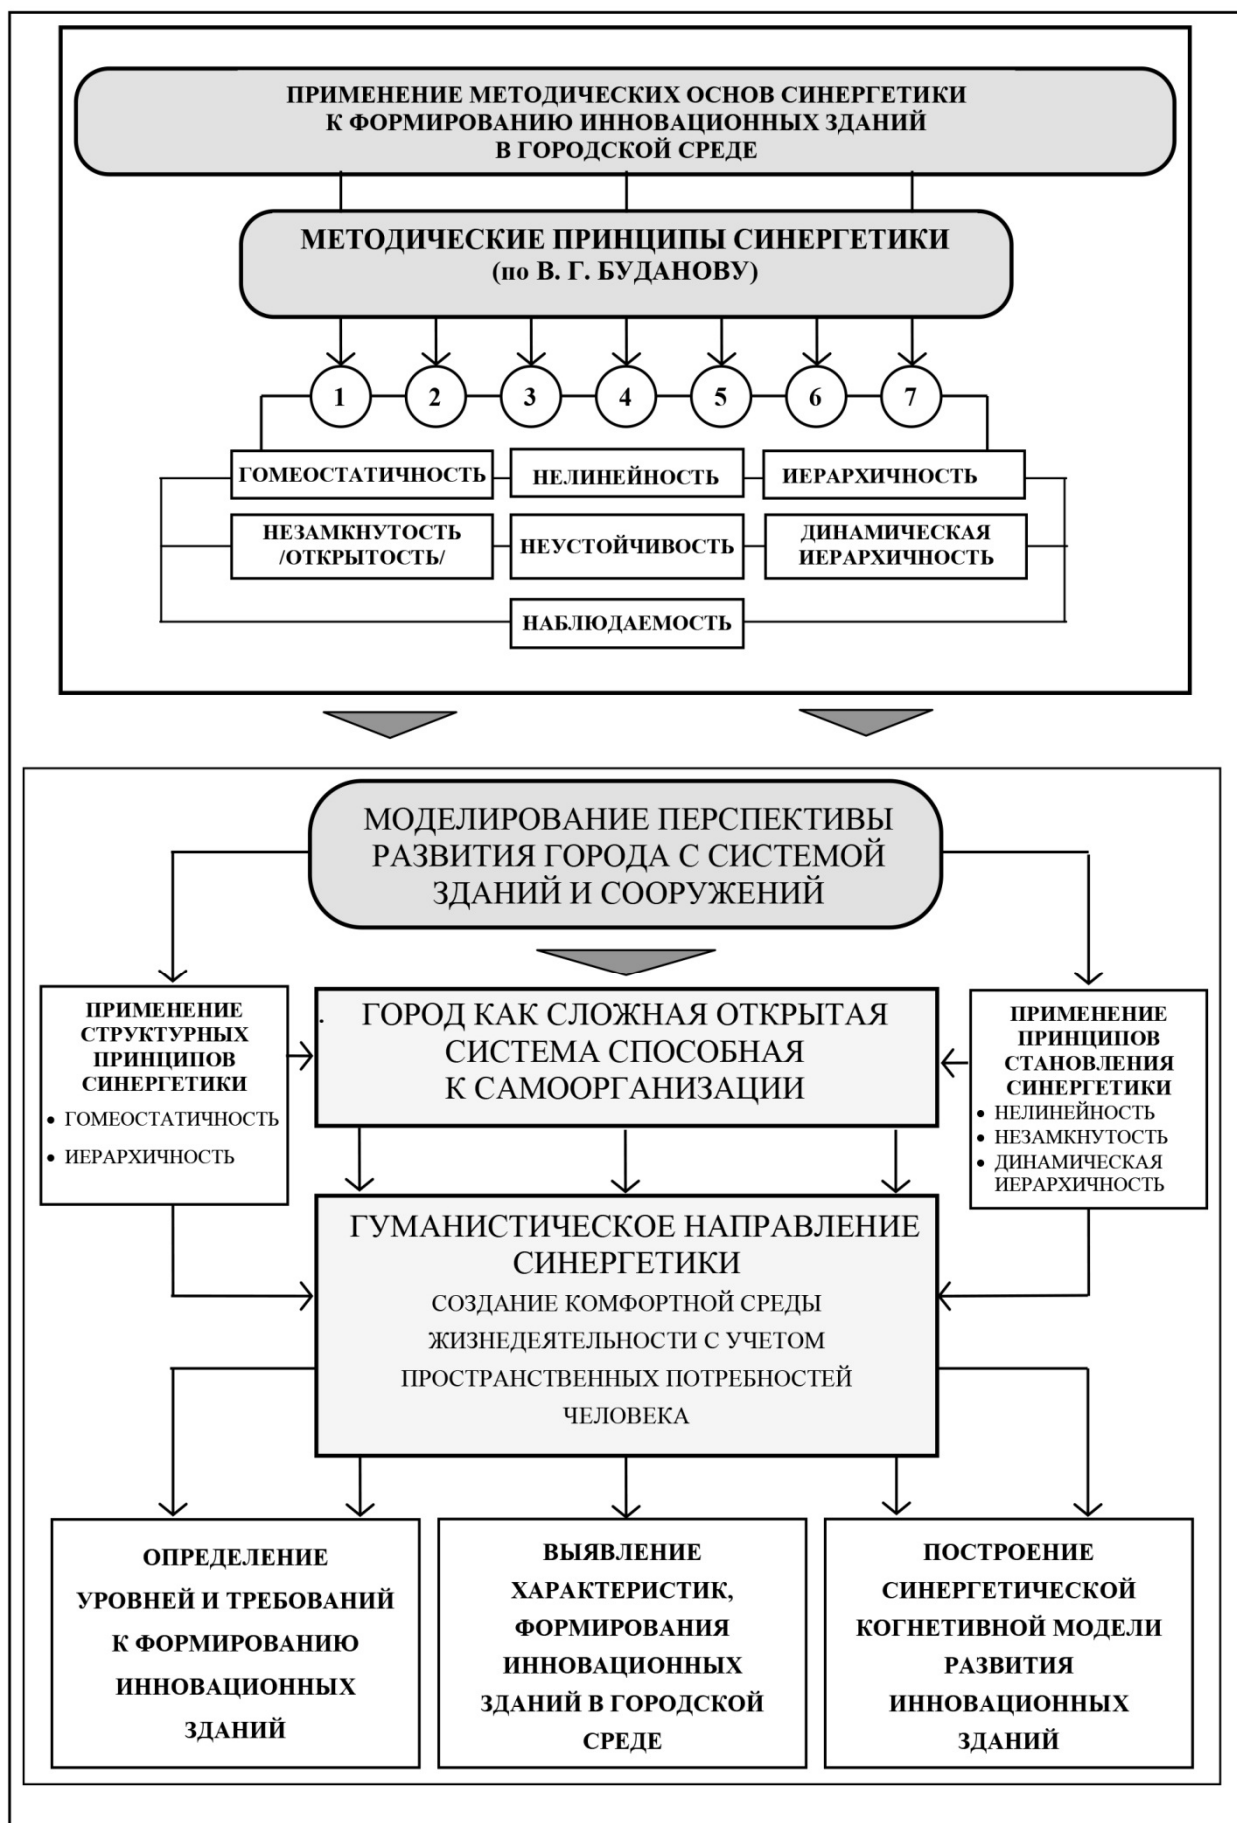 ПРИМЕНЕНИЕ МЕТОДИЧЕСКИХ ОСНОВ СИНЕРГЕТИКИ
К ФОРМИРОВАНИЮ ИННОВАЦИОННЫХ ЗДАНИЙ
В ГОРОДСКОЙ СРЕДЕ
МЕТОДИЧЕСКИЕ ПРИНЦИПЫ СИНЕРГЕТИКИ
(по В. Г. БУДАНОВУ)
1 2 3 4 5 6 7
ГОМЕОСТАТИЧНОСТЬ
НЕЛИНЕЙНОСТЬ
ИЕРАРХИЧНОСТЬ
НЕЗАМКНУТОСТЬ
/ОТКРЫТОСТЬ/
НЕУСТОЙЧИВОСТЬ
ДИНАМИЧЕСКАЯ
ИЕРАРХИЧНОСТЬ
НАБЛЮДАЕМОСТЬ
МОДЕЛИРОВАНИЕ ПЕРСПЕКТИВЫ
РАЗВИТИЯ ГОРОДА С СИСТЕМОЙ
ЗДАНИЙ И СООРУЖЕНИЙ
ПРИМЕНЕНИЕ
СТРУКТУРНЫХ
ПРИНЦИПОВ
СИНЕРГЕТИКИ
• ГОМЕОСТАТИЧНОСТЬ
• ИЕРАРХИЧНОСТЬ
. ГОРОД КАК СЛОЖНАЯ ОТКРЫТАЯ
СИСТЕМА СПОСОБНАЯ
К САМООРГАНИЗАЦИИ
ПРИМЕНЕНИЕ
ПРИНЦИПОВ
СТАНОВЛЕНИЯ
СИНЕРГЕТИКИ
• НЕЛИНЕЙНОСТЬ
• НЕЗАМКНУТОСТЬ
• ДИНАМИЧЕСКАЯ
ИЕРАРХИЧНОСТЬ
ГУМАНИСТИЧЕСКОЕ НАПРАВЛЕНИЕ
СИНЕРГЕТИКИ
СОЗДАНИЕ КОМФОРТНОЙ СРЕДЫ
ЖИЗНЕДЕЯТЕЛЬНОСТИ С УЧЕТОМ
ПРОСТРАНСТВЕННЫХ ПОТРЕБНОСТЕЙ
ЧЕЛОВЕКА
ОПРЕДЕЛЕНИЕ
УРОВНЕЙ И ТРЕБОВАНИЙ
К ФОРМИРОВАНИЮ
ИННОВАЦИОННЫХ
ЗДАНИЙ
ВЫЯВЛЕНИЕ
ХАРАКТЕРИСТИК,
ФОРМИРОВАНИЯ
ИННОВАЦИОННЫХ
ЗДАНИЙ В ГОРОДСКОЙ
СРЕДЕ
ПОСТРОЕНИЕ
СИНЕРГЕТИЧЕСКОЙ
КОГНЕТИВНОЙ МОДЕЛИ
РАЗВИТИЯ
ИННОВАЦИОННЫХ
ЗДАНИЙ